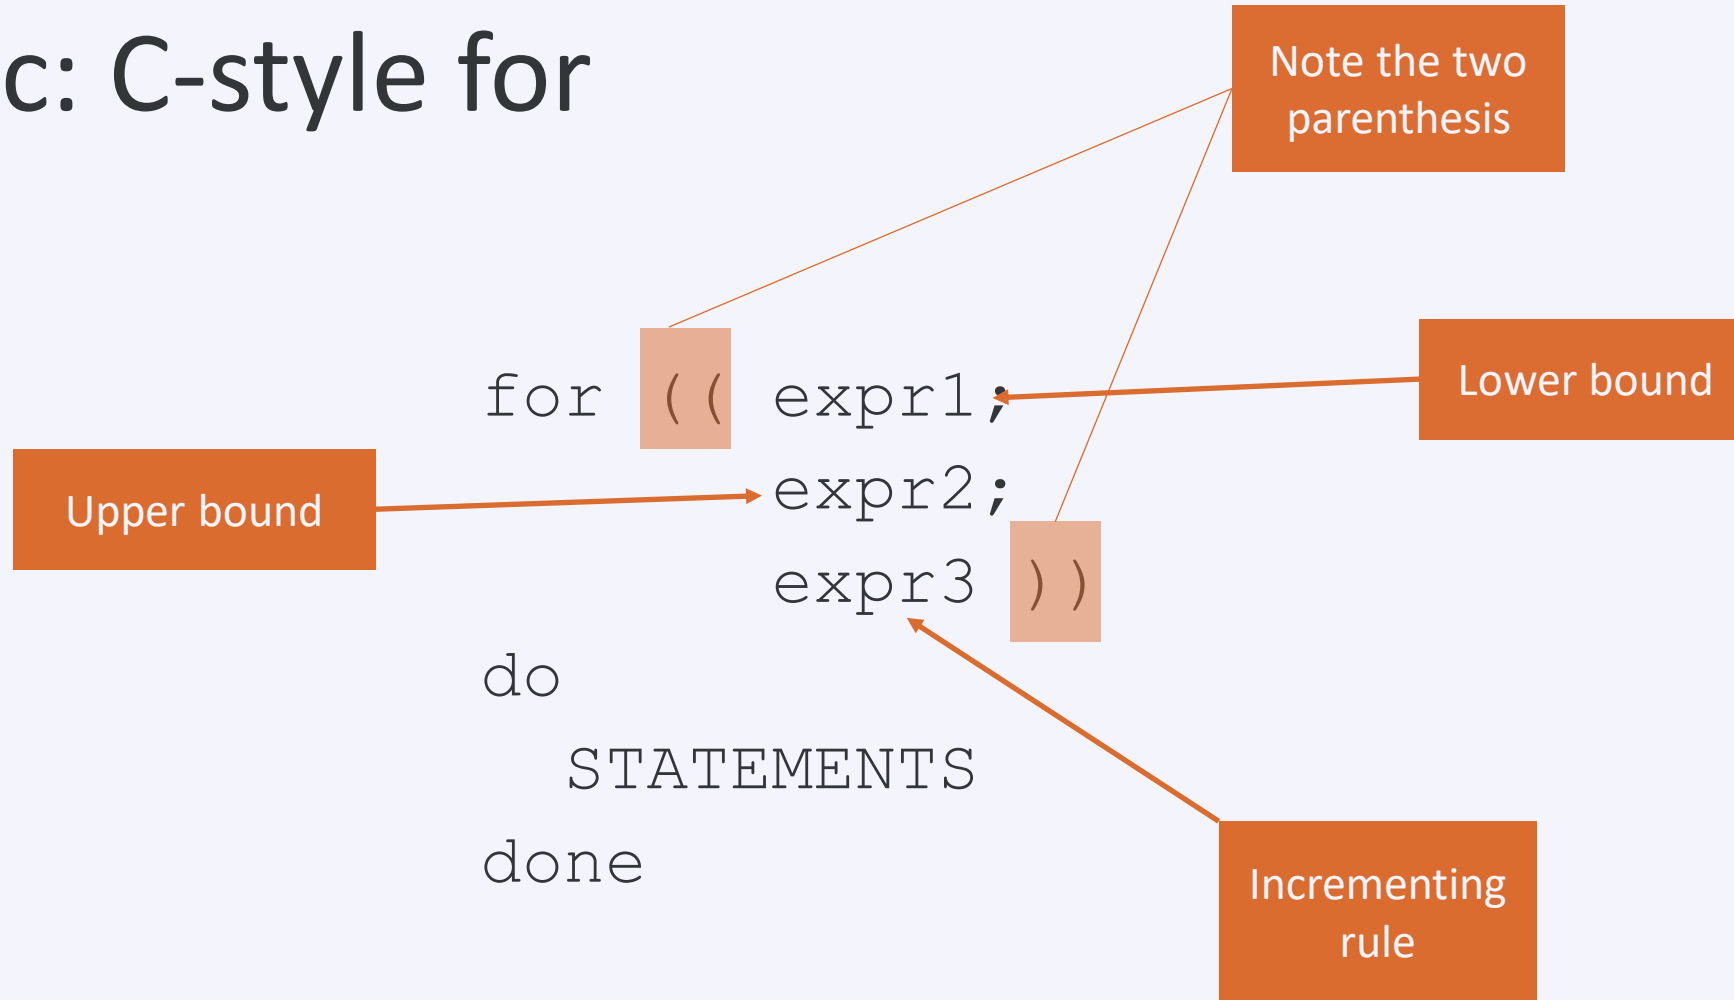 c: C-style for
Note the two
parenthesis
for (( expr1;
Lower bound
Upper bound
expr2;
expr3 ))
do
STATEMENTS
done
Incrementing
rule